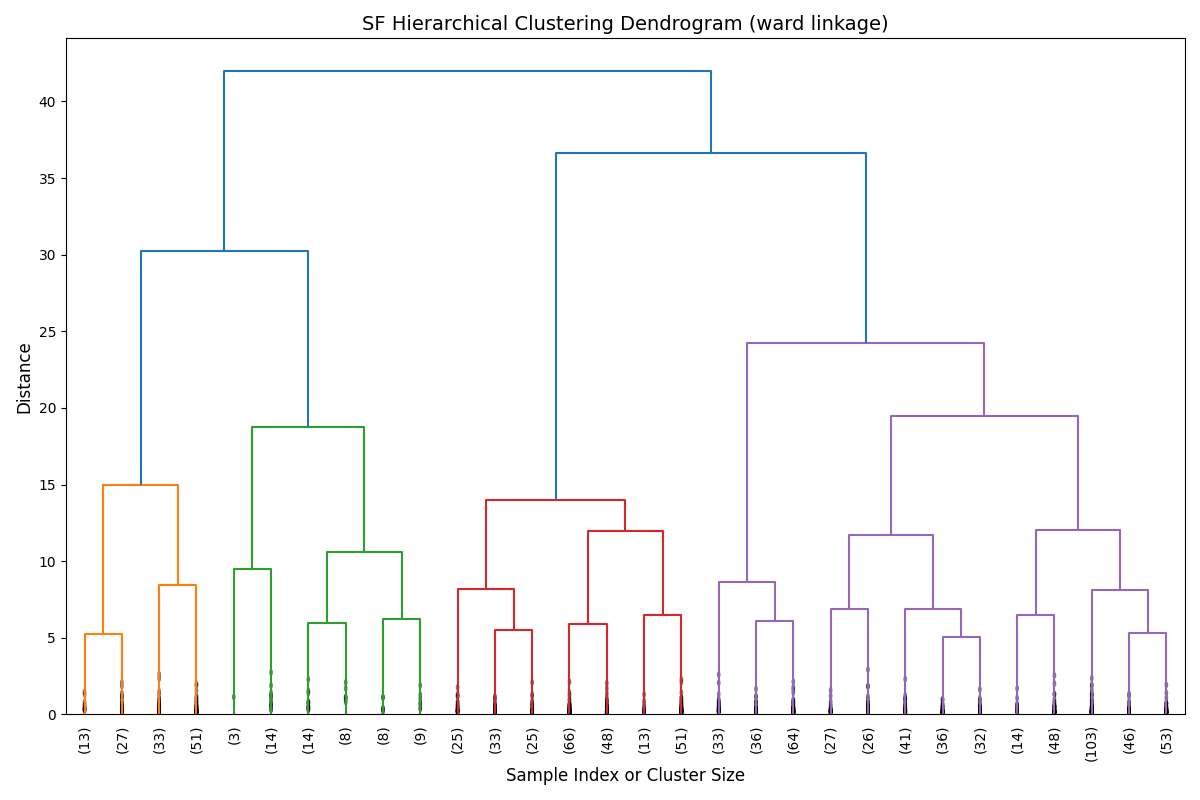 SF Hierarchical Clustering Dendrogram (ward linkage)
40
35
30
25
20
15
10
5
0
Distance
(13) (27) (33) (51) (3) (14) (14) (8) (8) (9) (25) (33) (25) (66) (48) (13) (51) (33) (36) (64) (27) (26) (41) (36) (32) (14) (48) (103) (46) (53)
Sample Index or Cluster Size